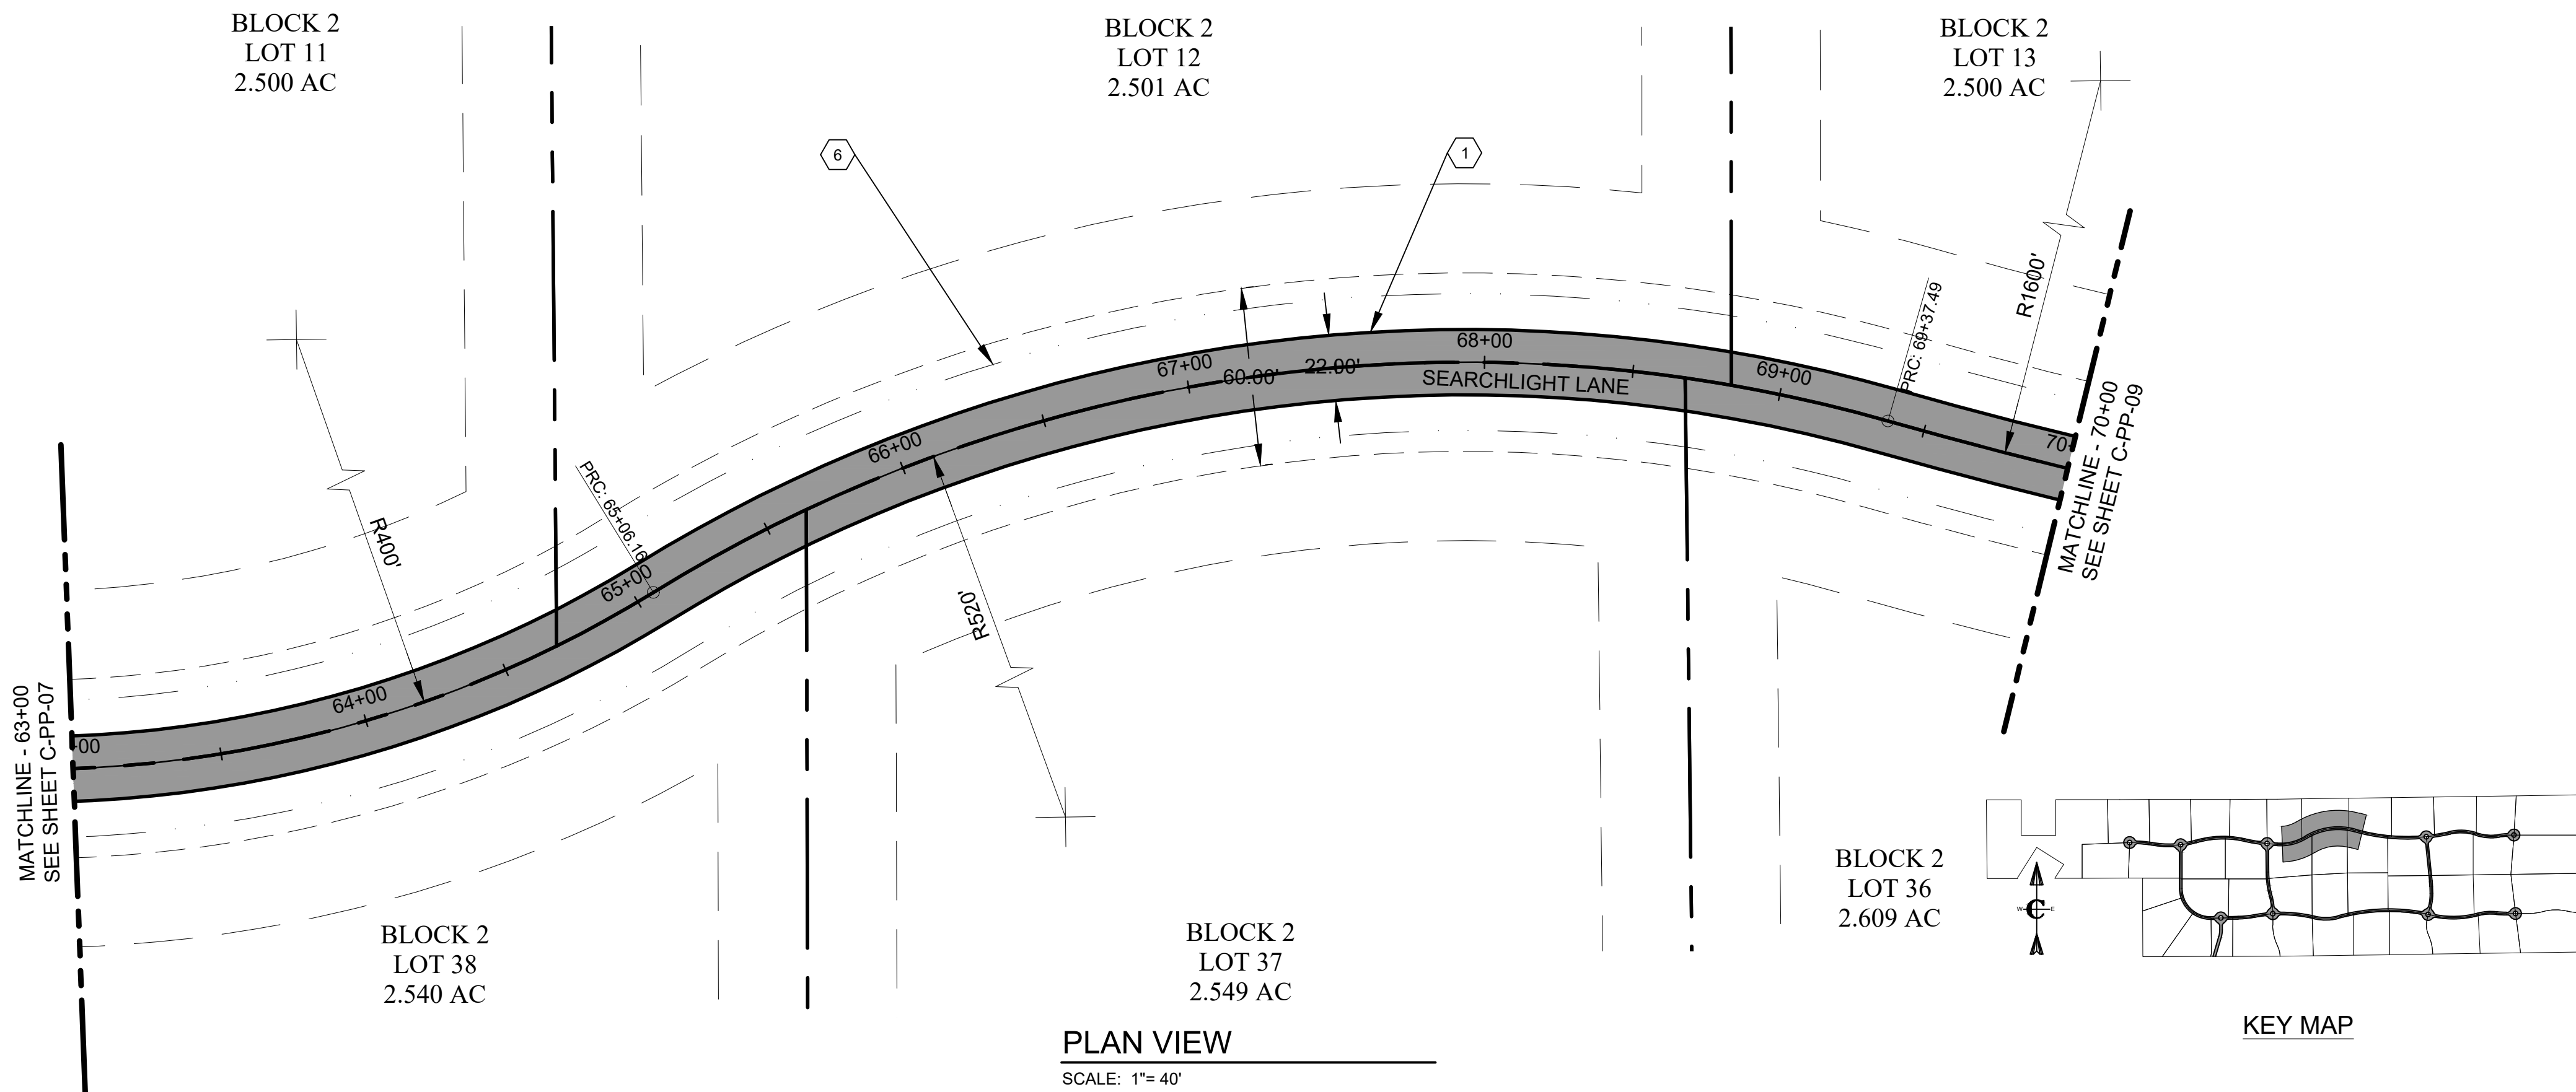 BLOCK 2
LOT 11
2.500 AC
BLOCK 2
LOT 12
2.501 AC
BLOCK 2
LOT 13
2.500 AC
6
1
R1600'
PRC: 69+37.49
68+00
67+00
60.00'
22.00'
SEARCHLIGHT LANE
69+00
70+
MATCHLINE - 70+00
SEE SHEET C-PP-09
66+00
PRC: 65+06.16
R400'
65+00
R520'
64+00
+00
MATCHLINE - 63+00
SEE SHEET C-PP-07
BLOCK 2
LOT 38
2.540 AC
BLOCK 2
LOT 37
2.549 AC
BLOCK 2
LOT 36
2.609 AC
W C E
KEY MAP
PLAN VIEW
SCALE: 1"= 40'